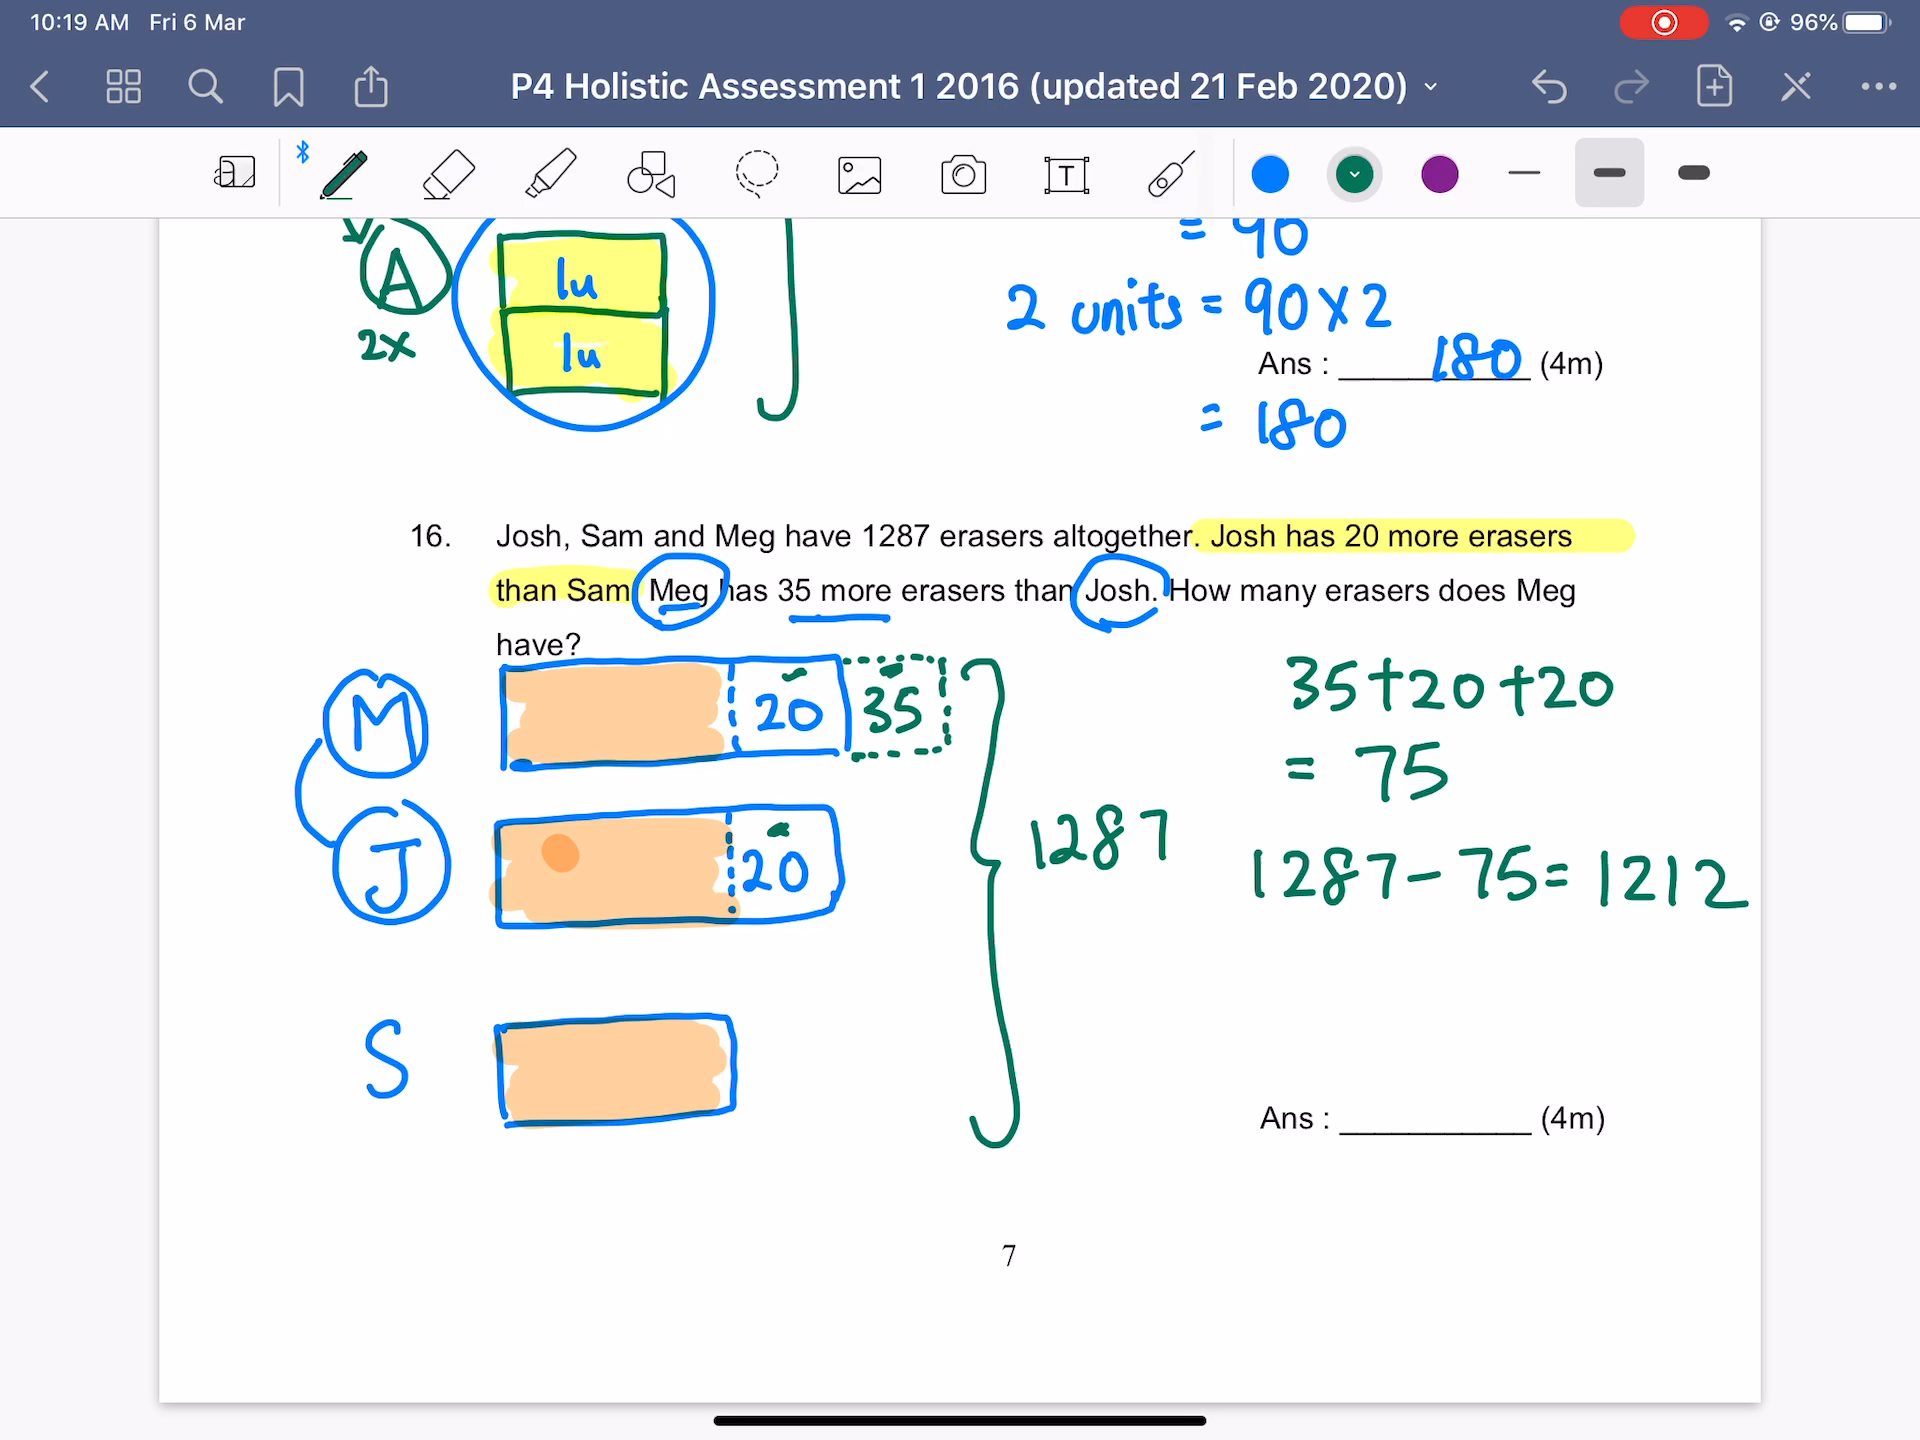 10:19 AM Fri 6 Mar
96%
P4 Holistic Assessment 1 2016 (updated 21 Feb 2020)
T
A
2x
1u
1u
= 90
2 units = 90 x 2
Ans : 180 (4m)
= 180
16. Josh, Sam and Meg have 1287 erasers altogether. Josh has 20 more erasers
than Sam Meg has 35 more erasers than Josh. How many erasers does Meg
have?
M 20 35
35+20+20
= 75
J 20
1287
1287 - 75 = 1212
S
Ans : ___________ (4m)
7